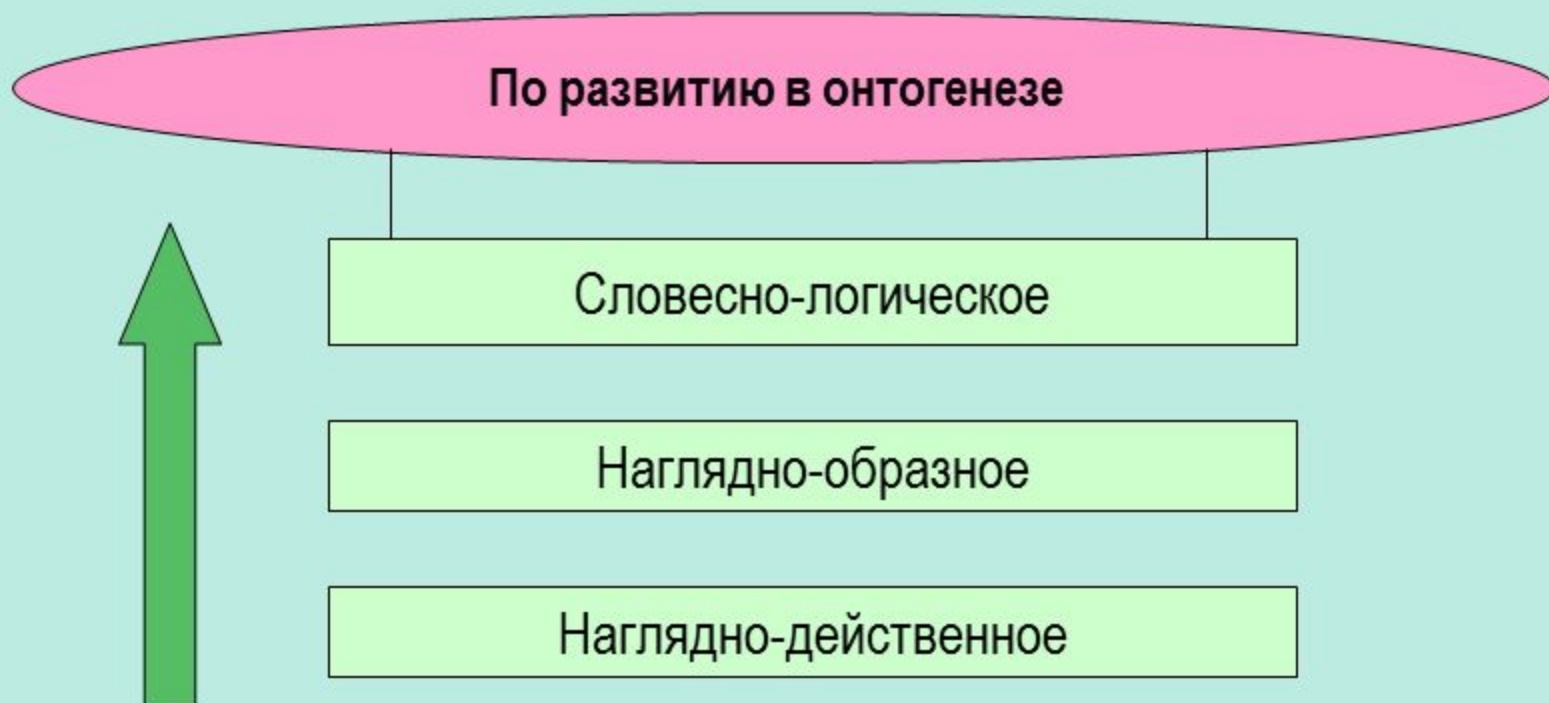 По развитию в онтогенезе
Словесно-логическое
Наглядно-образное
Наглядно-действенное